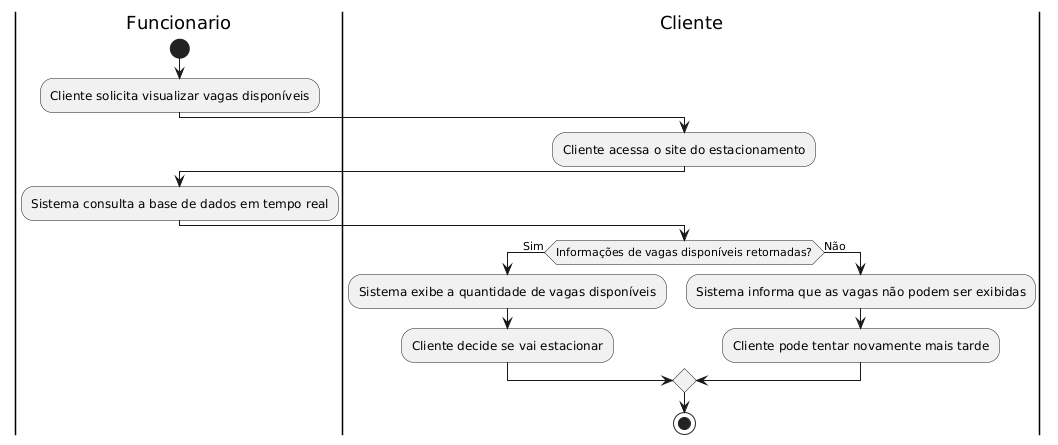 Funcionario
Cliente
Cliente solicita visualizar vagas disponíveis
Cliente acessa o site do estacionamento
Sistema consulta a base de dados em tempo real
Informações de vagas disponíveis retornadas?
Sim
Não
Sistema exibe a quantidade de vagas disponíveis
Sistema informa que as vagas não podem ser exibidas
Cliente decide se vai estacionar
Cliente pode tentar novamente mais tarde